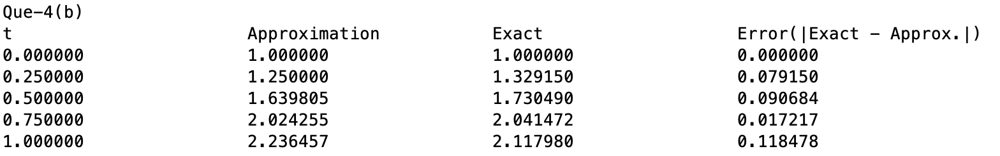 Que-4(b)
t Approximation Exact Error(|Exact - Approx.|)
0.000000 1.000000 1.000000 0.000000
0.250000 1.250000 1.329150 0.079150
0.500000 1.639805 1.730490 0.090684
0.750000 2.024255 2.041472 0.017217
1.000000 2.236457 2.117980 0.118478